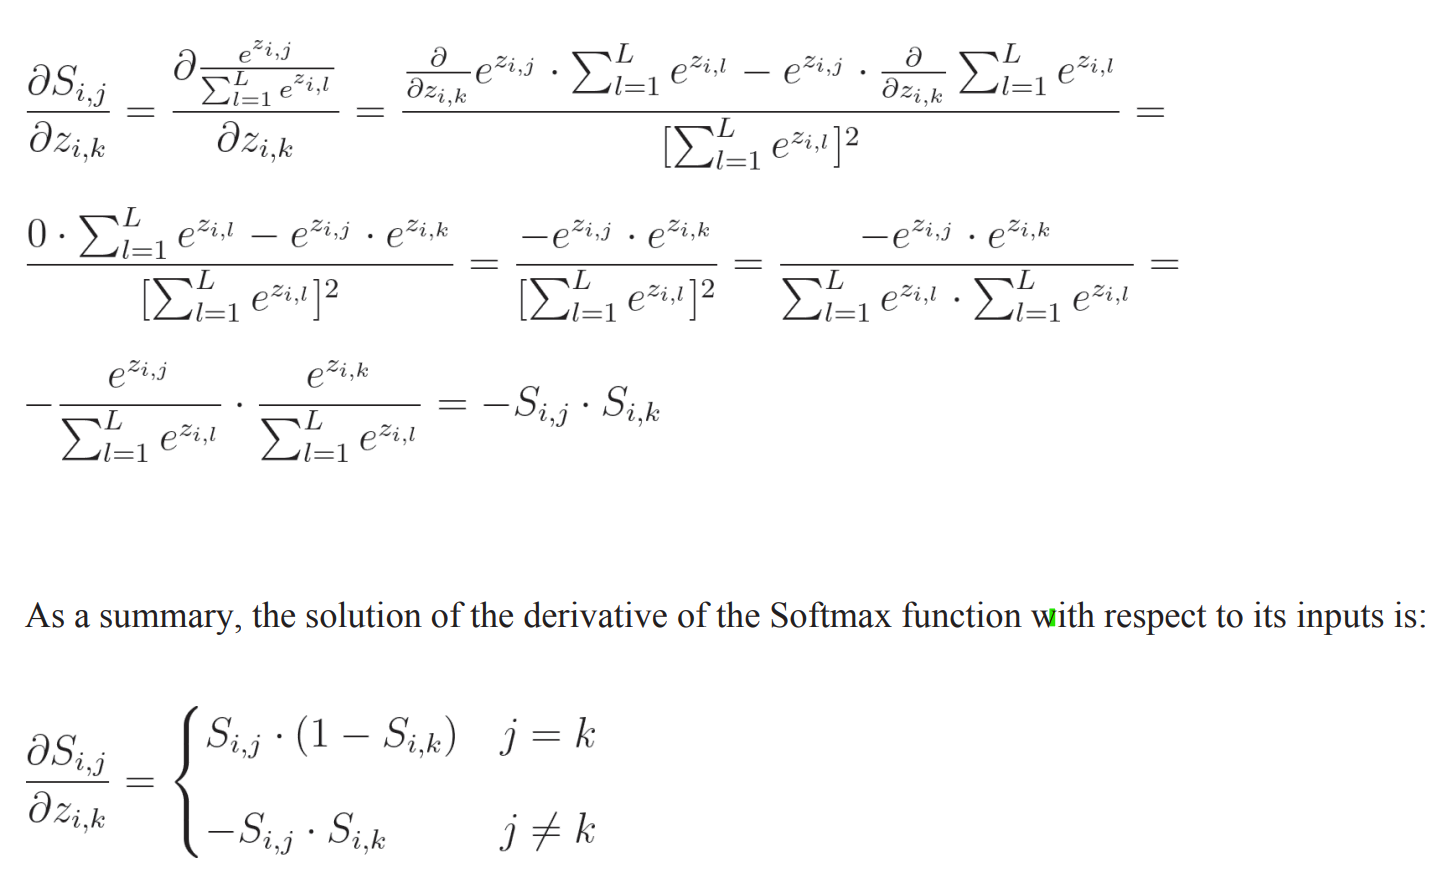 \frac{\partial S_{i,j}}{\partial z_{i,k}} = \frac{\partial \frac{e^{z_{i,j}}}{\sum_{l=1}^{L} e^{z_{i,l}}}}{\partial z_{i,k}} = \frac{\frac{\partial}{\partial z_{i,k}} e^{z_{i,j}} \cdot \sum_{l=1}^{L} e^{z_{i,l}} - e^{z_{i,j}} \cdot \frac{\partial}{\partial z_{i,k}} \sum_{l=1}^{L} e^{z_{i,l}}}{[\sum_{l=1}^{L} e^{z_{i,l}}]^2} =
\frac{0 \cdot \sum_{l=1}^{L} e^{z_{i,l}} - e^{z_{i,j}} \cdot e^{z_{i,k}}}{[\sum_{l=1}^{L} e^{z_{i,l}}]^2} = \frac{-e^{z_{i,j}} \cdot e^{z_{i,k}}}{[\sum_{l=1}^{L} e^{z_{i,l}}]^2} = \frac{-e^{z_{i,j}} \cdot e^{z_{i,k}}}{\sum_{l=1}^{L} e^{z_{i,l}} \cdot \sum_{l=1}^{L} e^{z_{i,l}}} =
-\frac{e^{z_{i,j}}}{\sum_{l=1}^{L} e^{z_{i,l}}} \cdot \frac{e^{z_{i,k}}}{\sum_{l=1}^{L} e^{z_{i,l}}} = -S_{i,j} \cdot S_{i,k}
As a summary, the solution of the derivative of the Softmax function with respect to its inputs is:
\frac{\partial S_{i,j}}{\partial z_{i,k}} = \begin{cases} S_{i,j} \cdot (1 - S_{i,k}) & j = k \\ -S_{i,j} \cdot S_{i,k} & j \neq k \end{cases}